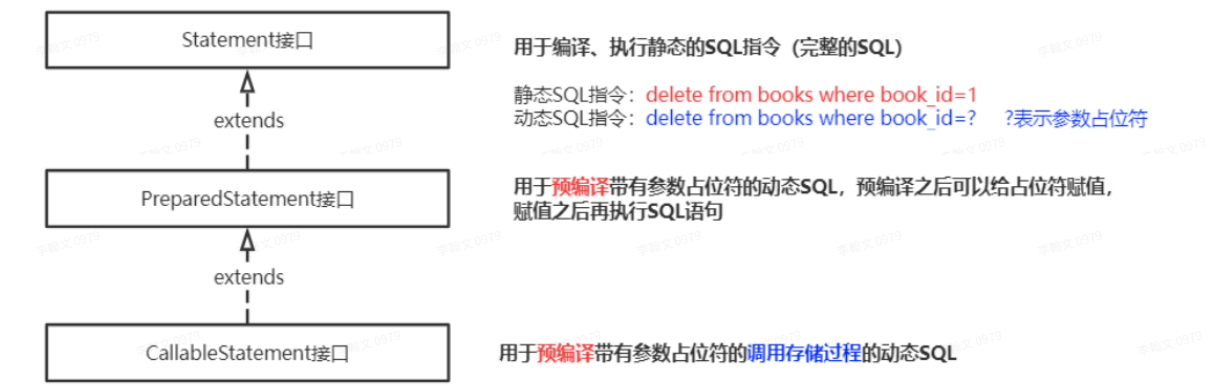 Statement接口
用于编译、执行静态的SQL指令（完整的SQL）
静态SQL指令：delete from books where book_id=1
动态SQL指令：delete from books where book_id=? ?表示参数占位符
extends
PreparedStatement接口
用于预编译带有参数占位符的动态SQL，预编译之后可以给占位符赋值，
赋值之后再执行SQL语句
extends
CallableStatement接口
用于预编译带有参数占位符的调用存储过程的动态SQL